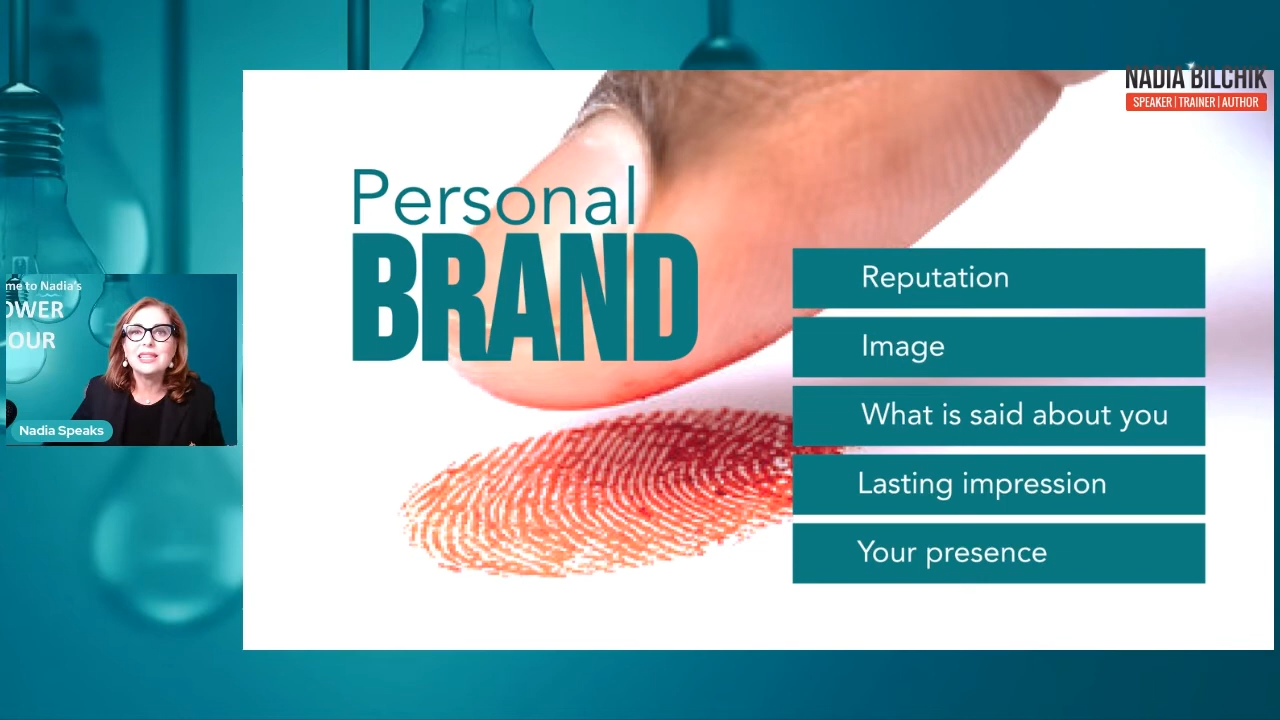 NADIA BILCHIK
SPEAKER | TRAINER | AUTHOR
Personal
BRAND
Reputation
Image
What is said about you
Lasting impression
Your presence
me to Nadia's
OWER
OUR
Nadia Speaks